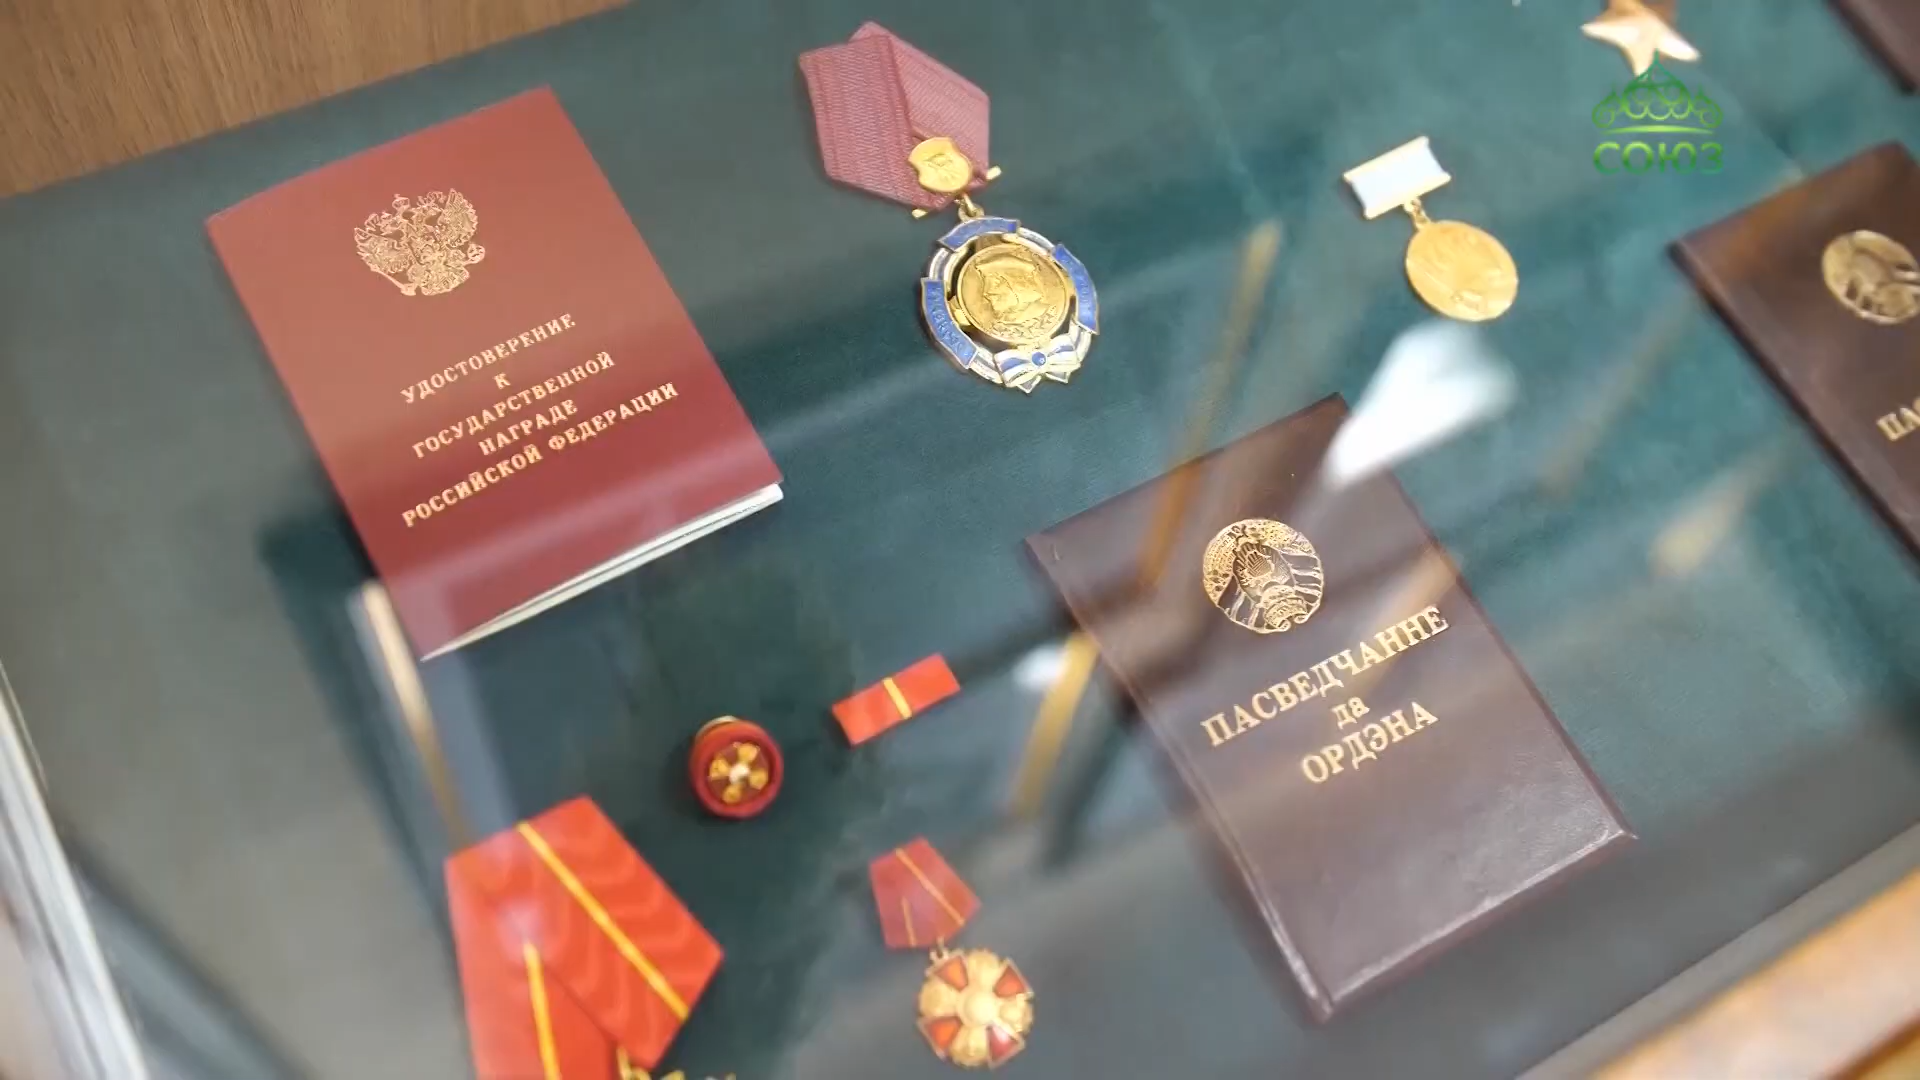 СОЮЗ
УДОСТОВЕРЕНИЕ
К
ГОСУДАРСТВЕННОЙ
НАГРАДЕ
РОССИЙСКОЙ ФЕДЕРАЦИИ
ПАСВЕДЧАННЕ
да
ОРДЭНА